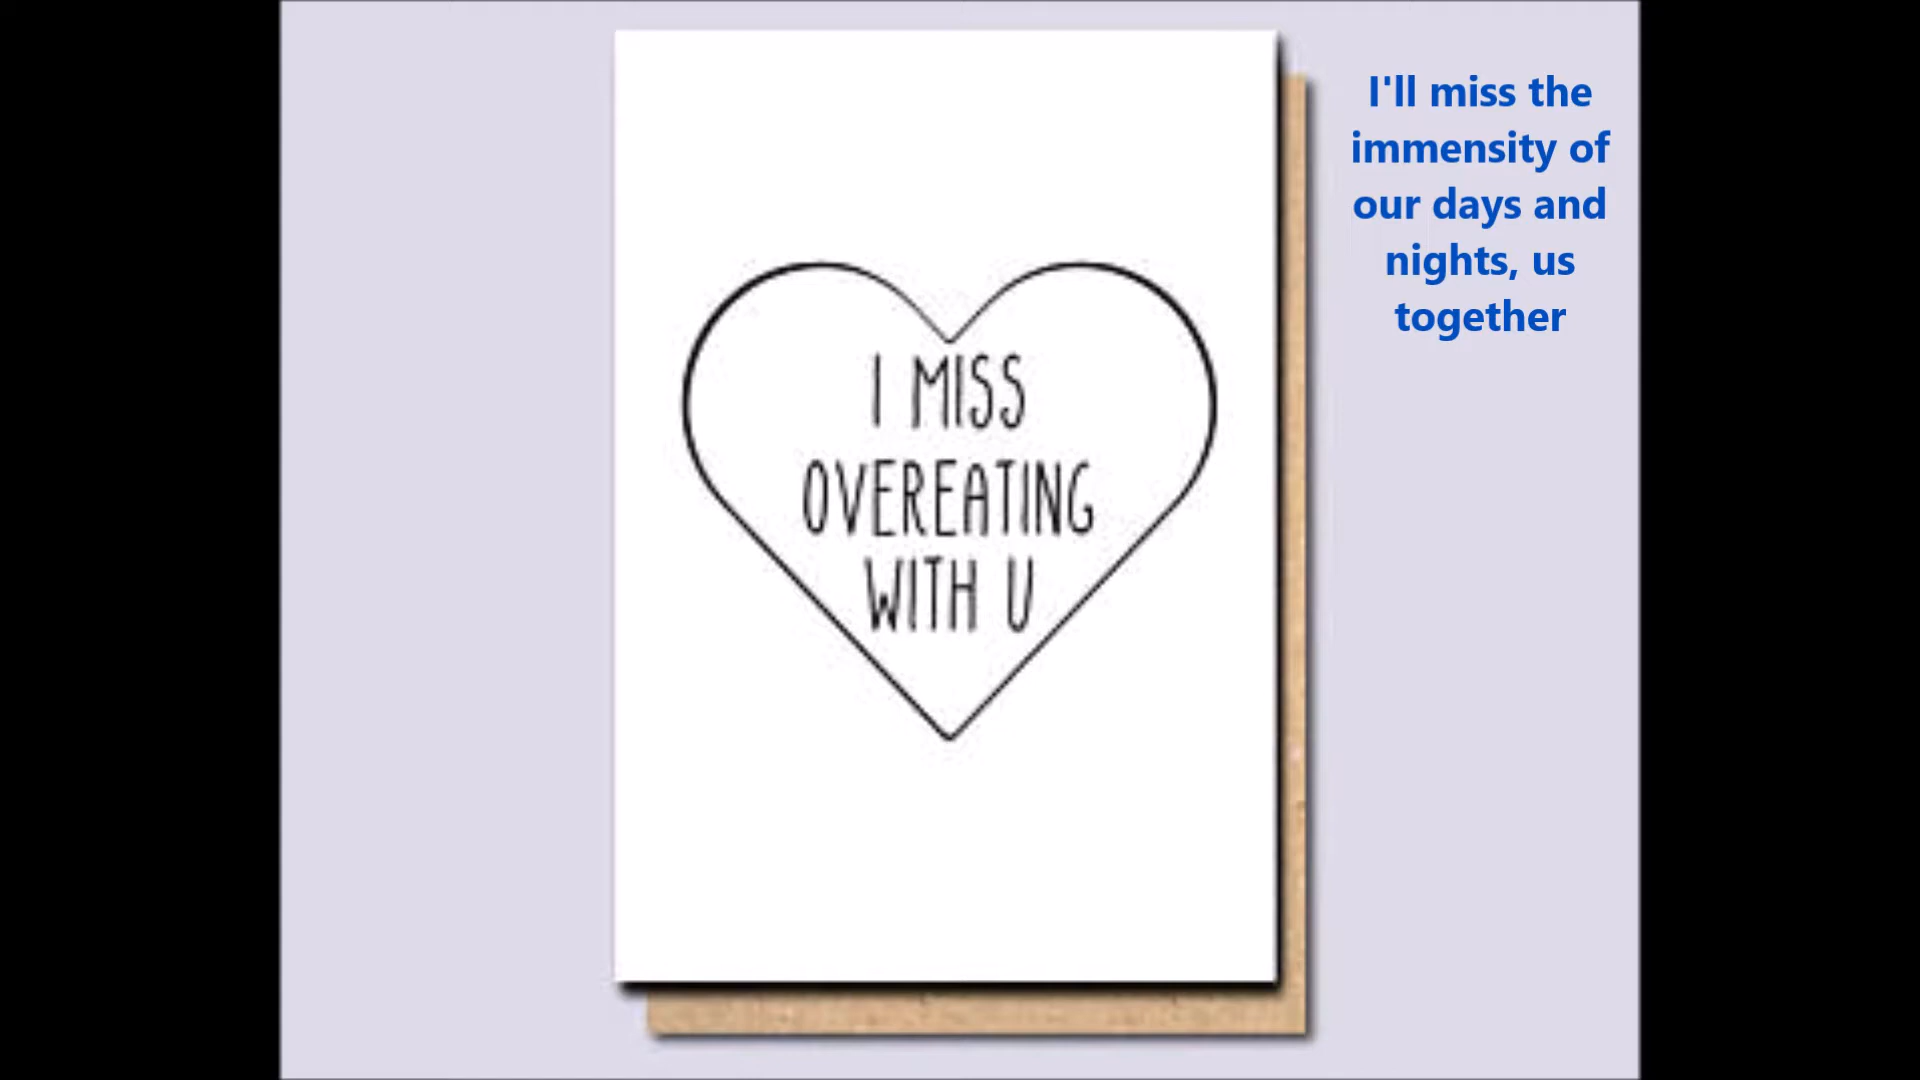 I MISS
OVEREATING
WITH U
I'll miss the
immensity of
our days and
nights, us
together